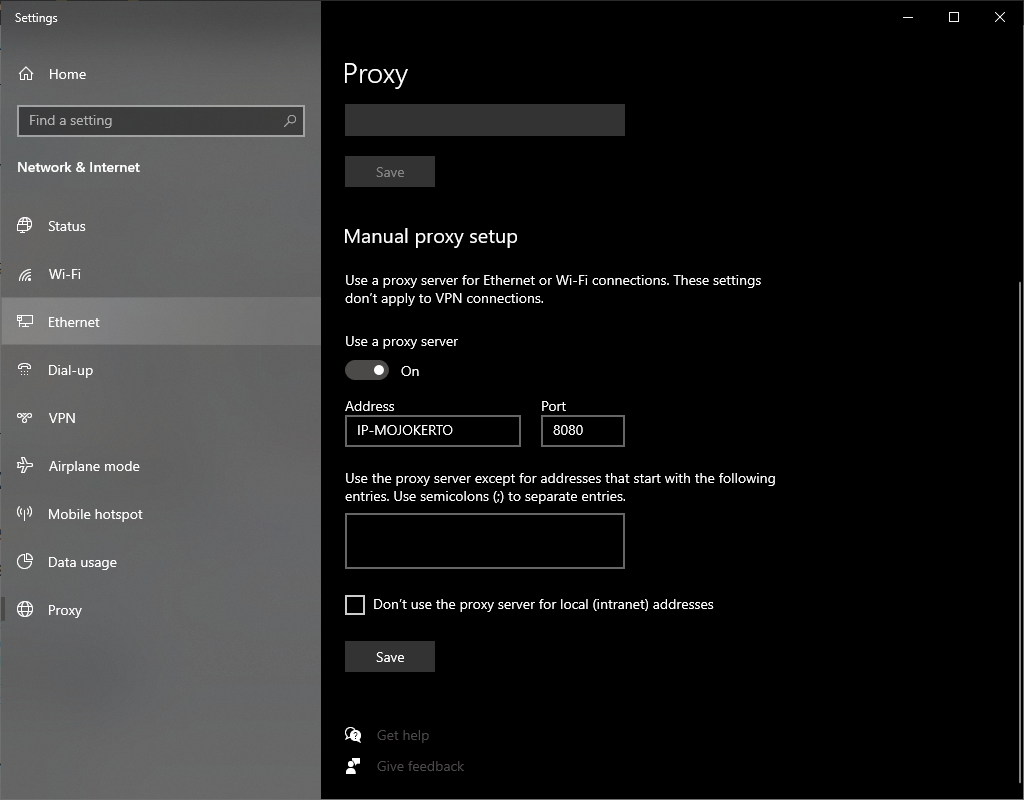 Settings
Home
Find a setting
Network & Internet
Status
Wi-Fi
Ethernet
Dial-up
VPN
Airplane mode
Mobile hotspot
Data usage
Proxy
Proxy
Save
Manual proxy setup
Use a proxy server for Ethernet or Wi-Fi connections. These settings
don't apply to VPN connections.
Use a proxy server
On
Address Port
IP-MOJOKERTO 8080
Use the proxy server except for addresses that start with the following
entries. Use semicolons (;) to separate entries.
Don't use the proxy server for local (intranet) addresses
Save
Get help
Give feedback